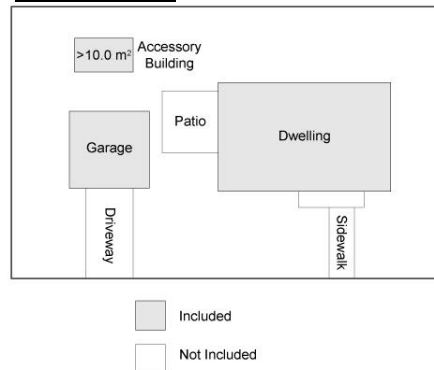 >10.0 m²
Accessory
Building
Garage
Patio
Dwelling
Driveway
Sidewalk
Included
Not Included